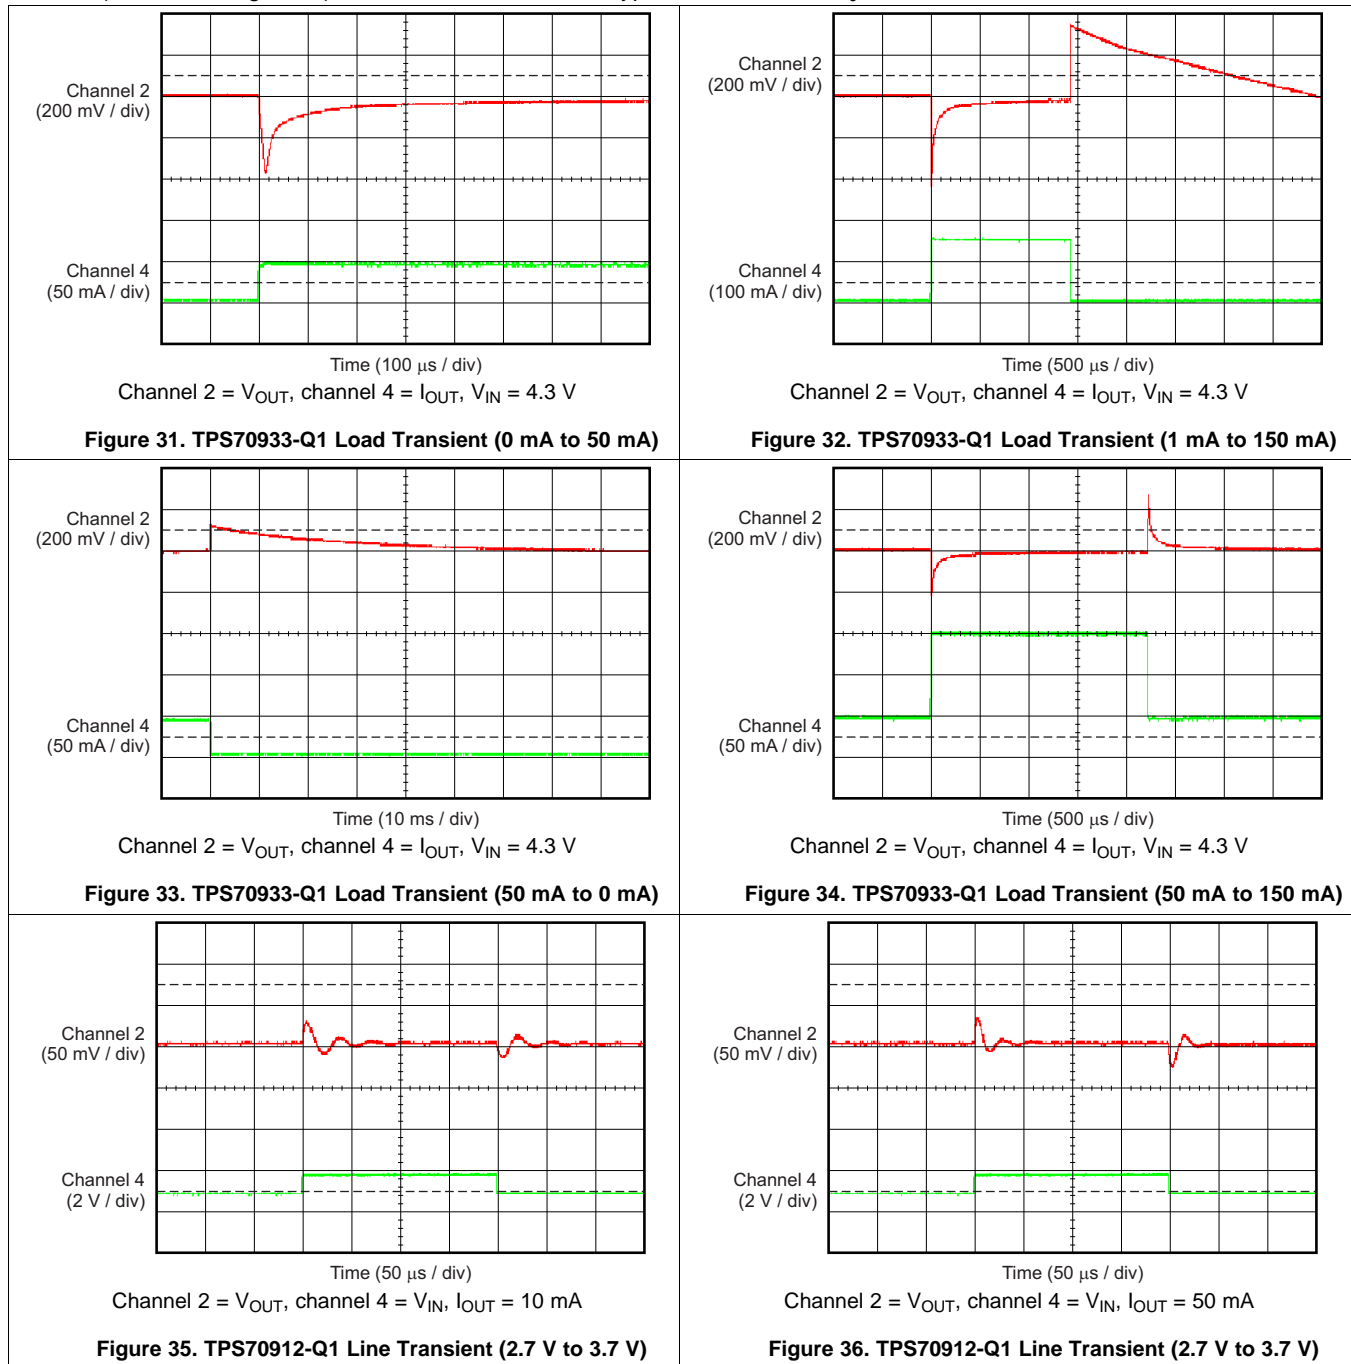 Channel 2
(200 mV / div)
Channel 4
(50 mA / div)
Time (100 μs / div)
Channel 2 = VOUT, channel 4 = IOUT, VIN = 4.3 V
Figure 31. TPS70933-Q1 Load Transient (0 mA to 50 mA)
Channel 2
(200 mV / div)
Channel 4
(100 mA / div)
Time (500 μs / div)
Channel 2 = VOUT, channel 4 = IOUT, VIN = 4.3 V
Figure 32. TPS70933-Q1 Load Transient (1 mA to 150 mA)
Channel 2
(200 mV / div)
Channel 4
(50 mA / div)
Time (10 ms / div)
Channel 2 = VOUT, channel 4 = IOUT, VIN = 4.3 V
Figure 33. TPS70933-Q1 Load Transient (50 mA to 0 mA)
Channel 2
(200 mV / div)
Channel 4
(50 mA / div)
Time (500 μs / div)
Channel 2 = VOUT, channel 4 = IOUT, VIN = 4.3 V
Figure 34. TPS70933-Q1 Load Transient (50 mA to 150 mA)
Channel 2
(50 mV / div)
Channel 4
(2 V / div)
Time (50 μs / div)
Channel 2 = VOUT, channel 4 = VIN, IOUT = 10 mA
Figure 35. TPS70912-Q1 Line Transient (2.7 V to 3.7 V)
Channel 2
(50 mV / div)
Channel 4
(2 V / div)
Time (50 μs / div)
Channel 2 = VOUT, channel 4 = VIN, IOUT = 50 mA
Figure 36. TPS70912-Q1 Line Transient (2.7 V to 3.7 V)